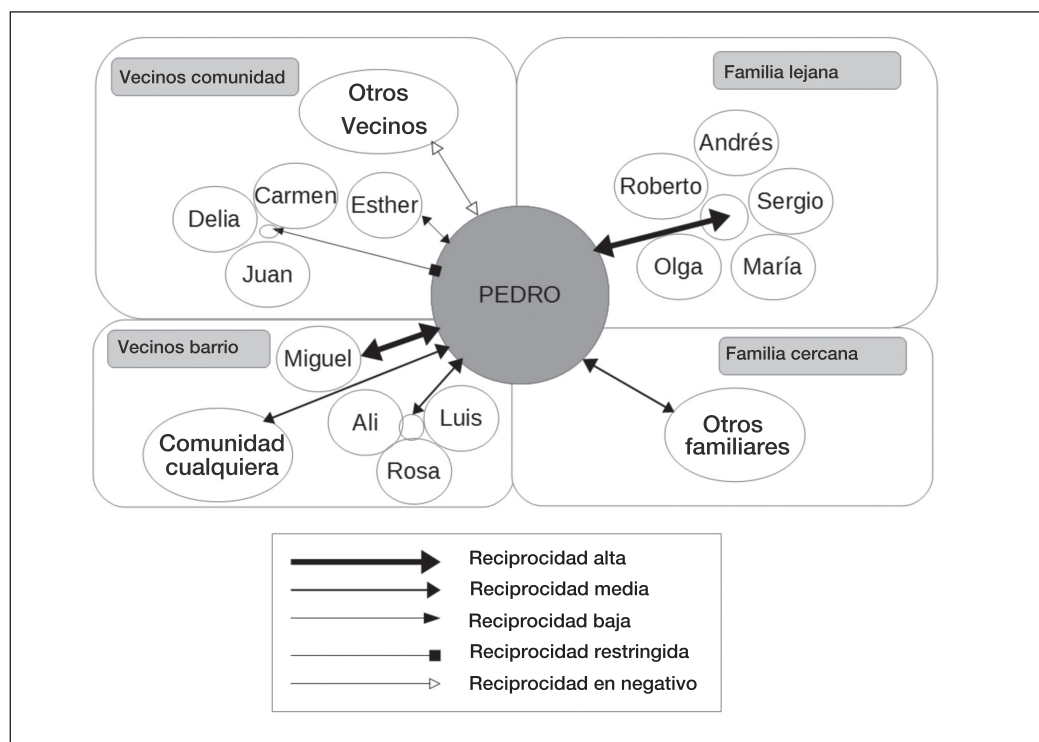 Vecinos comunidad
Otros
Vecinos
Carmen
Delia
Esther
Juan
Familia lejana
Andrés
Roberto
Sergio
Olga
María
PEDRO
Vecinos barrio
Miguel
Ali
Luis
Rosa
Comunidad
cualquiera
Familia cercana
Otros
familiares
Reciprocidad alta
Reciprocidad media
Reciprocidad baja
Reciprocidad restringida
Reciprocidad en negativo